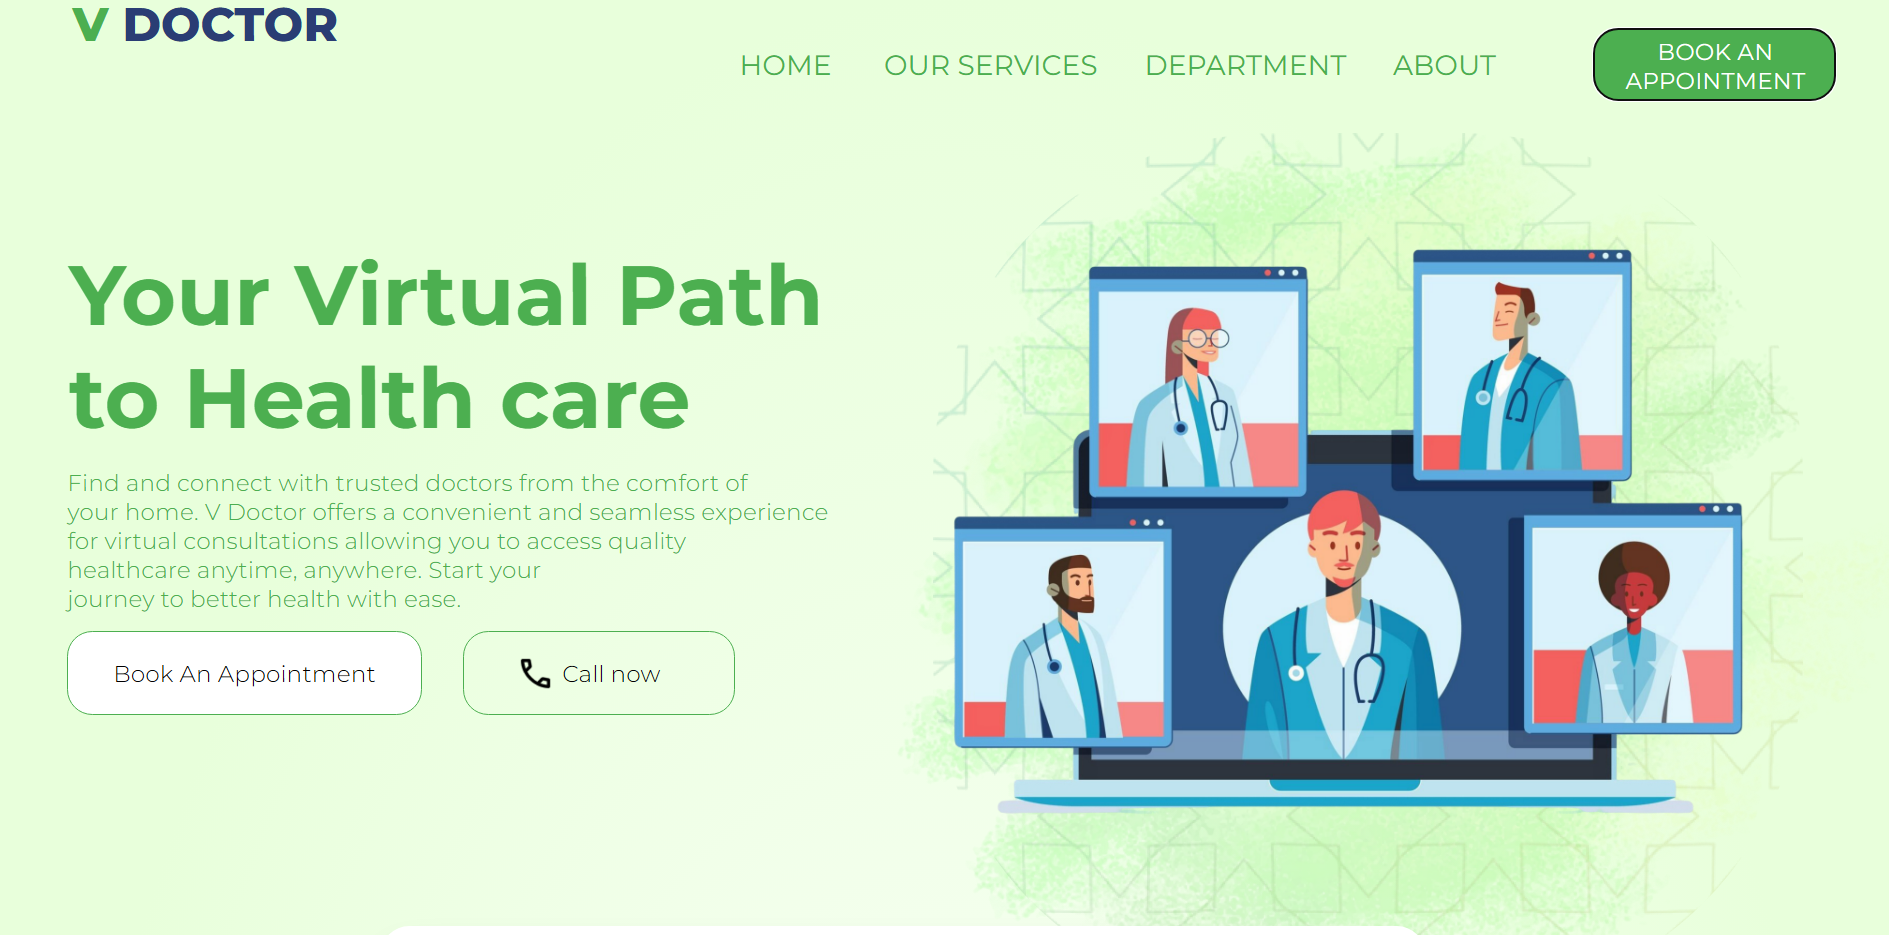 V DOCTOR
HOME
OUR SERVICES
DEPARTMENT
ABOUT
BOOK AN
APPOINTMENT
Your Virtual Path
to Health care
Find and connect with trusted doctors from the comfort of
your home. V Doctor offers a convenient and seamless experience
for virtual consultations allowing you to access quality
healthcare anytime, anywhere. Start your
journey to better health with ease.
Book An Appointment
Call now